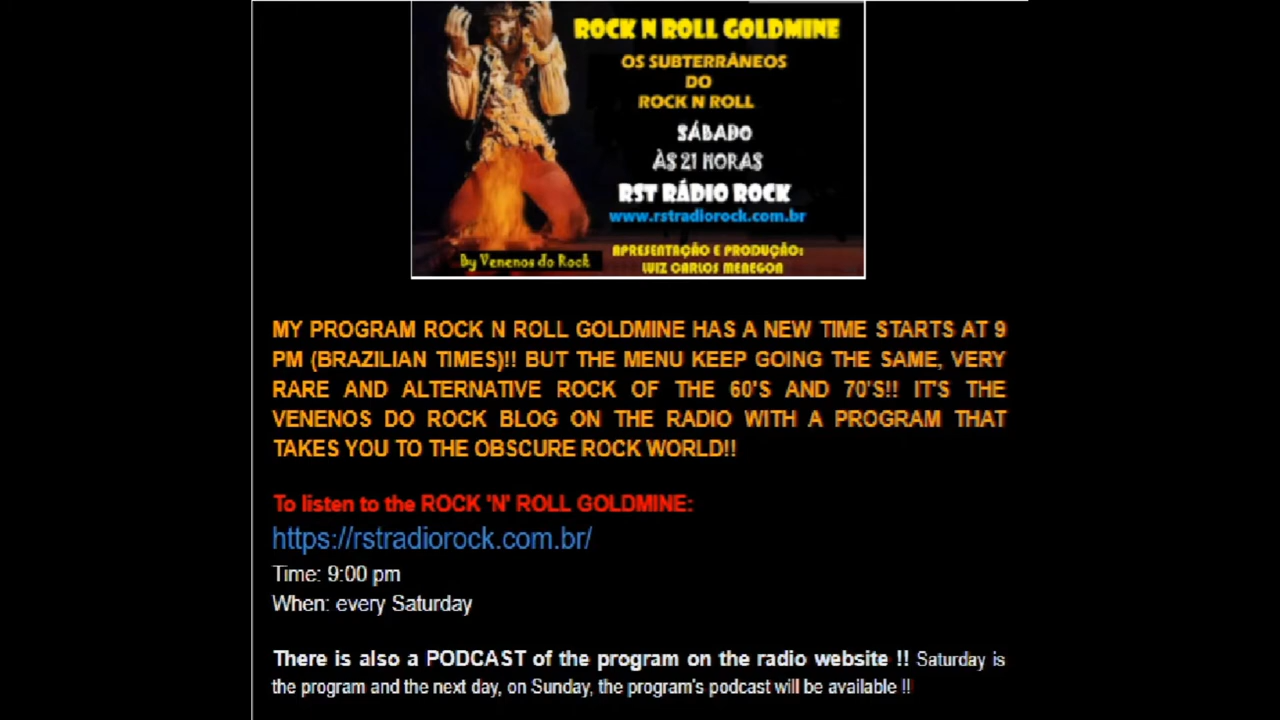 ROCK N ROLL GOLDMINE
OS SUBTERRÂNEOS
DO
ROCK N ROLL
SÁBADO
ÀS 21 HORAS
RST RÁDIO ROCK
www.rstradiorock.com.br
APRESENTAÇÃO E PRODUÇÃO:
LUIZ CARLOS MENEGON
By Venenos do Rock
MY PROGRAM ROCK N ROLL GOLDMINE HAS A NEW TIME STARTS AT 9
PM (BRAZILIAN TIMES)!! BUT THE MENU KEEP GOING THE SAME, VERY
RARE AND ALTERNATIVE ROCK OF THE 60'S AND 70'S!! IT'S THE
VENENOS DO ROCK BLOG ON THE RADIO WITH A PROGRAM THAT
TAKES YOU TO THE OBSCURE ROCK WORLD!!
To listen to the ROCK 'N' ROLL GOLDMINE:
https://rstradiorock.com.br/
Time: 9:00 pm
When: every Saturday
There is also a PODCAST of the program on the radio website !! Saturday is
the program and the next day, on Sunday, the program's podcast will be available !!